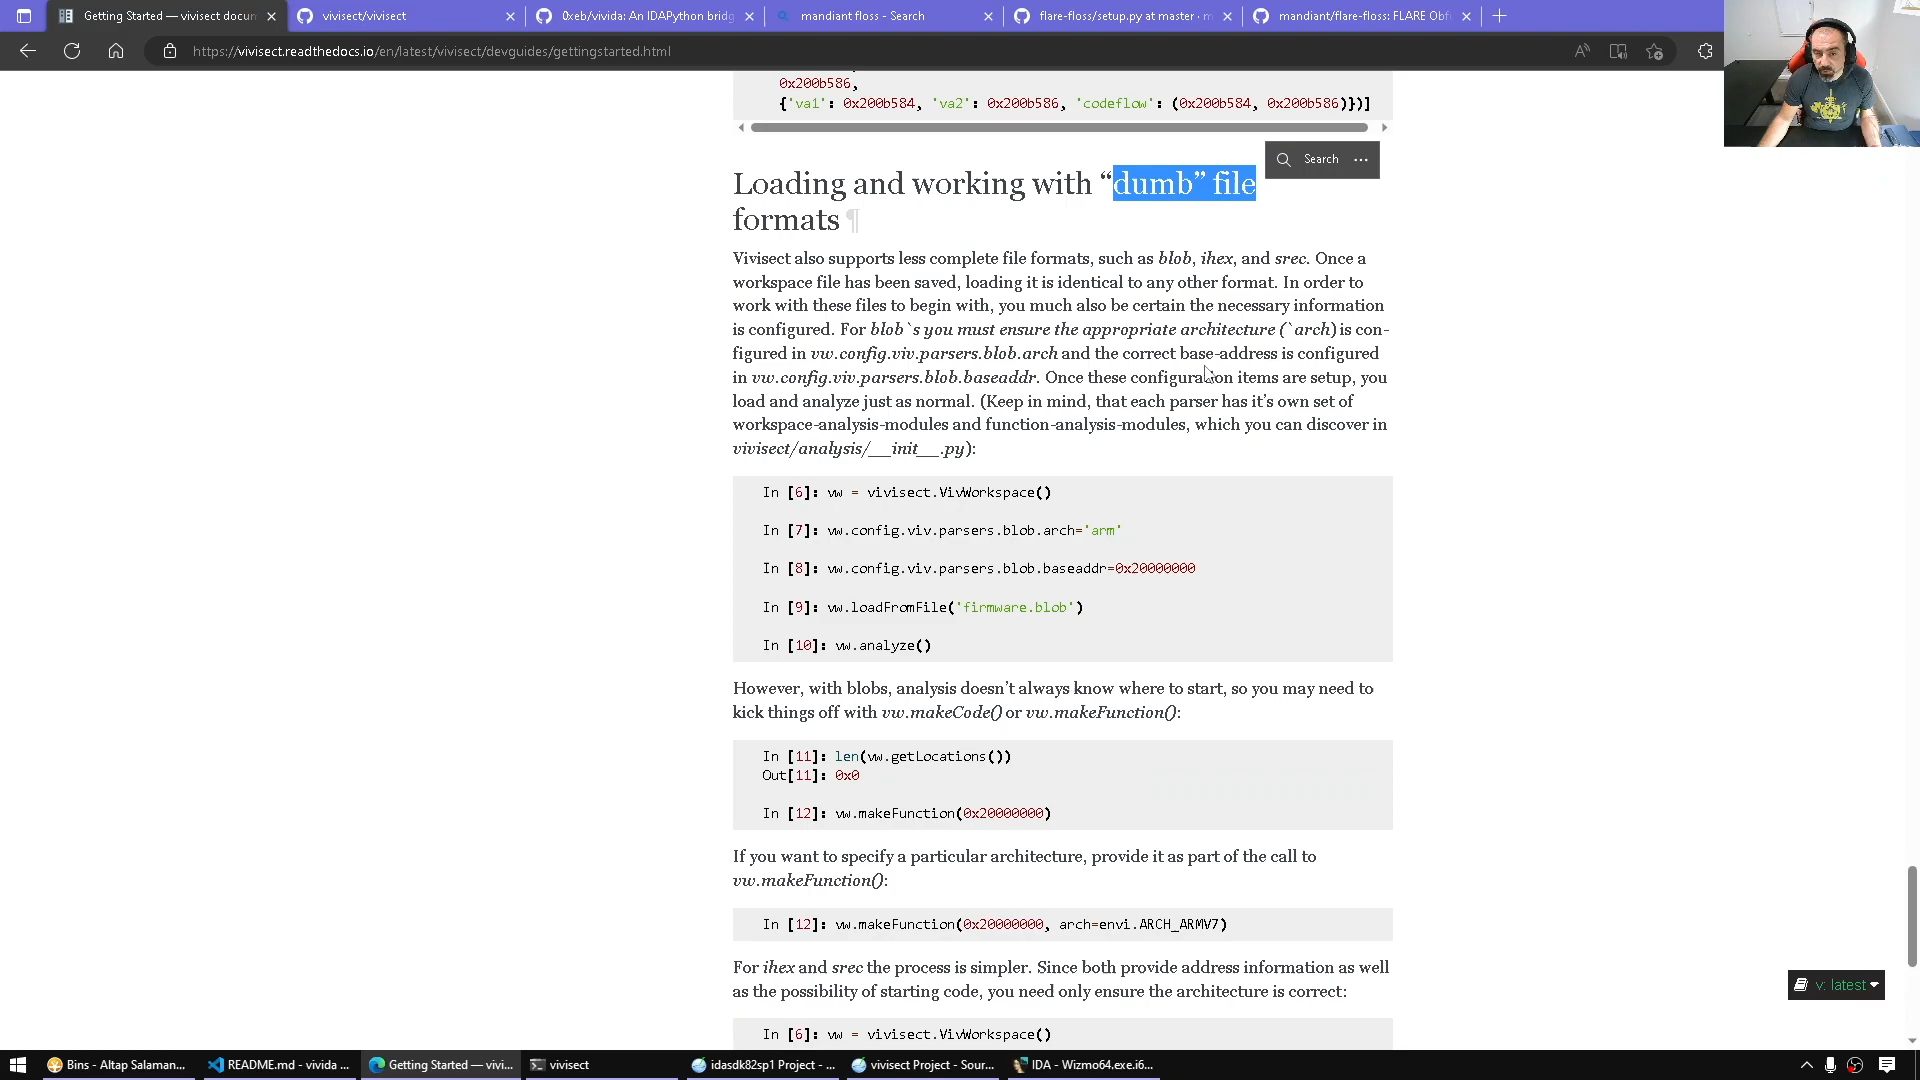 Getting Started — vivisect docum
vivisect/vivisect
0xeb/vivida: An IDAPython bridg
mandiant floss - Search
flare-floss/setup.py at master · m
mandiant/flare-floss: FLARE Obf
https://vivisect.readthedocs.io/en/latest/vivisect/devguides/gettingstarted.html
0x200b586,
{'va1': 0x200b584, 'va2': 0x200b586, 'codeflow': (0x200b584, 0x200b586)})]
Search
Loading and working with “dumb” file
formats ¶
Vivisect also supports less complete file formats, such as blob, ihex, and srec. Once a
workspace file has been saved, loading it is identical to any other format. In order to
work with these files to begin with, you much also be certain the necessary information
is configured. For blob`s you must ensure the appropriate architecture (`arch) is con-
figured in vw.config.viv.parsers.blob.arch and the correct base-address is configured
in vw.config.viv.parsers.blob.baseaddr. Once these configuration items are setup, you
load and analyze just as normal. (Keep in mind, that each parser has it’s own set of
workspace-analysis-modules and function-analysis-modules, which you can discover in
vivisect/analysis/__init__.py):
In [6]: vw = vivisect.VivWorkspace()
In [7]: vw.config.viv.parsers.blob.arch='arm'
In [8]: vw.config.viv.parsers.blob.baseaddr=0x20000000
In [9]: vw.loadFromFile('firmware.blob')
In [10]: vw.analyze()
However, with blobs, analysis doesn’t always know where to start, so you may need to
kick things off with vw.makeCode() or vw.makeFunction():
In [11]: len(vw.getLocations())
Out[11]: 0x0
In [12]: vw.makeFunction(0x20000000)
If you want to specify a particular architecture, provide it as part of the call to
vw.makeFunction():
In [12]: vw.makeFunction(0x20000000, arch=envi.ARCH_ARMV7)
For ihex and srec the process is simpler. Since both provide address information as well
as the possibility of starting code, you need only ensure the architecture is correct:
In [6]: vw = vivisect.VivWorkspace()
v: latest
Bins - Altap Salaman...
README.md - vivida ...
Getting Started — vivi...
vivisect
idasdk82sp1 Project - ...
vivisect Project - Sour...
IDA - Wizmo64.exe.i6...